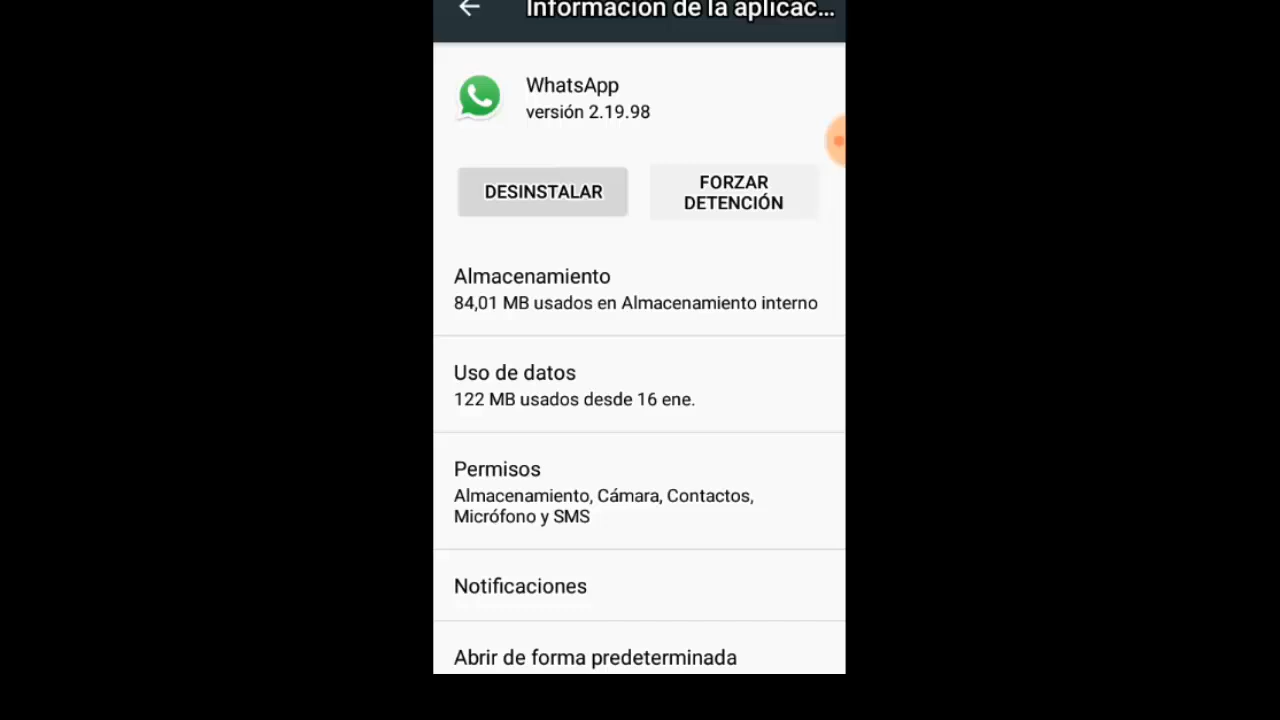 Información de la aplicac...
WhatsApp
versión 2.19.98
DESINSTALAR
FORZAR
DETENCIÓN
Almacenamiento
84,01 MB usados en Almacenamiento interno
Uso de datos
122 MB usados desde 16 ene.
Permisos
Almacenamiento, Cámara, Contactos,
Micrófono y SMS
Notificaciones
Abrir de forma predeterminada